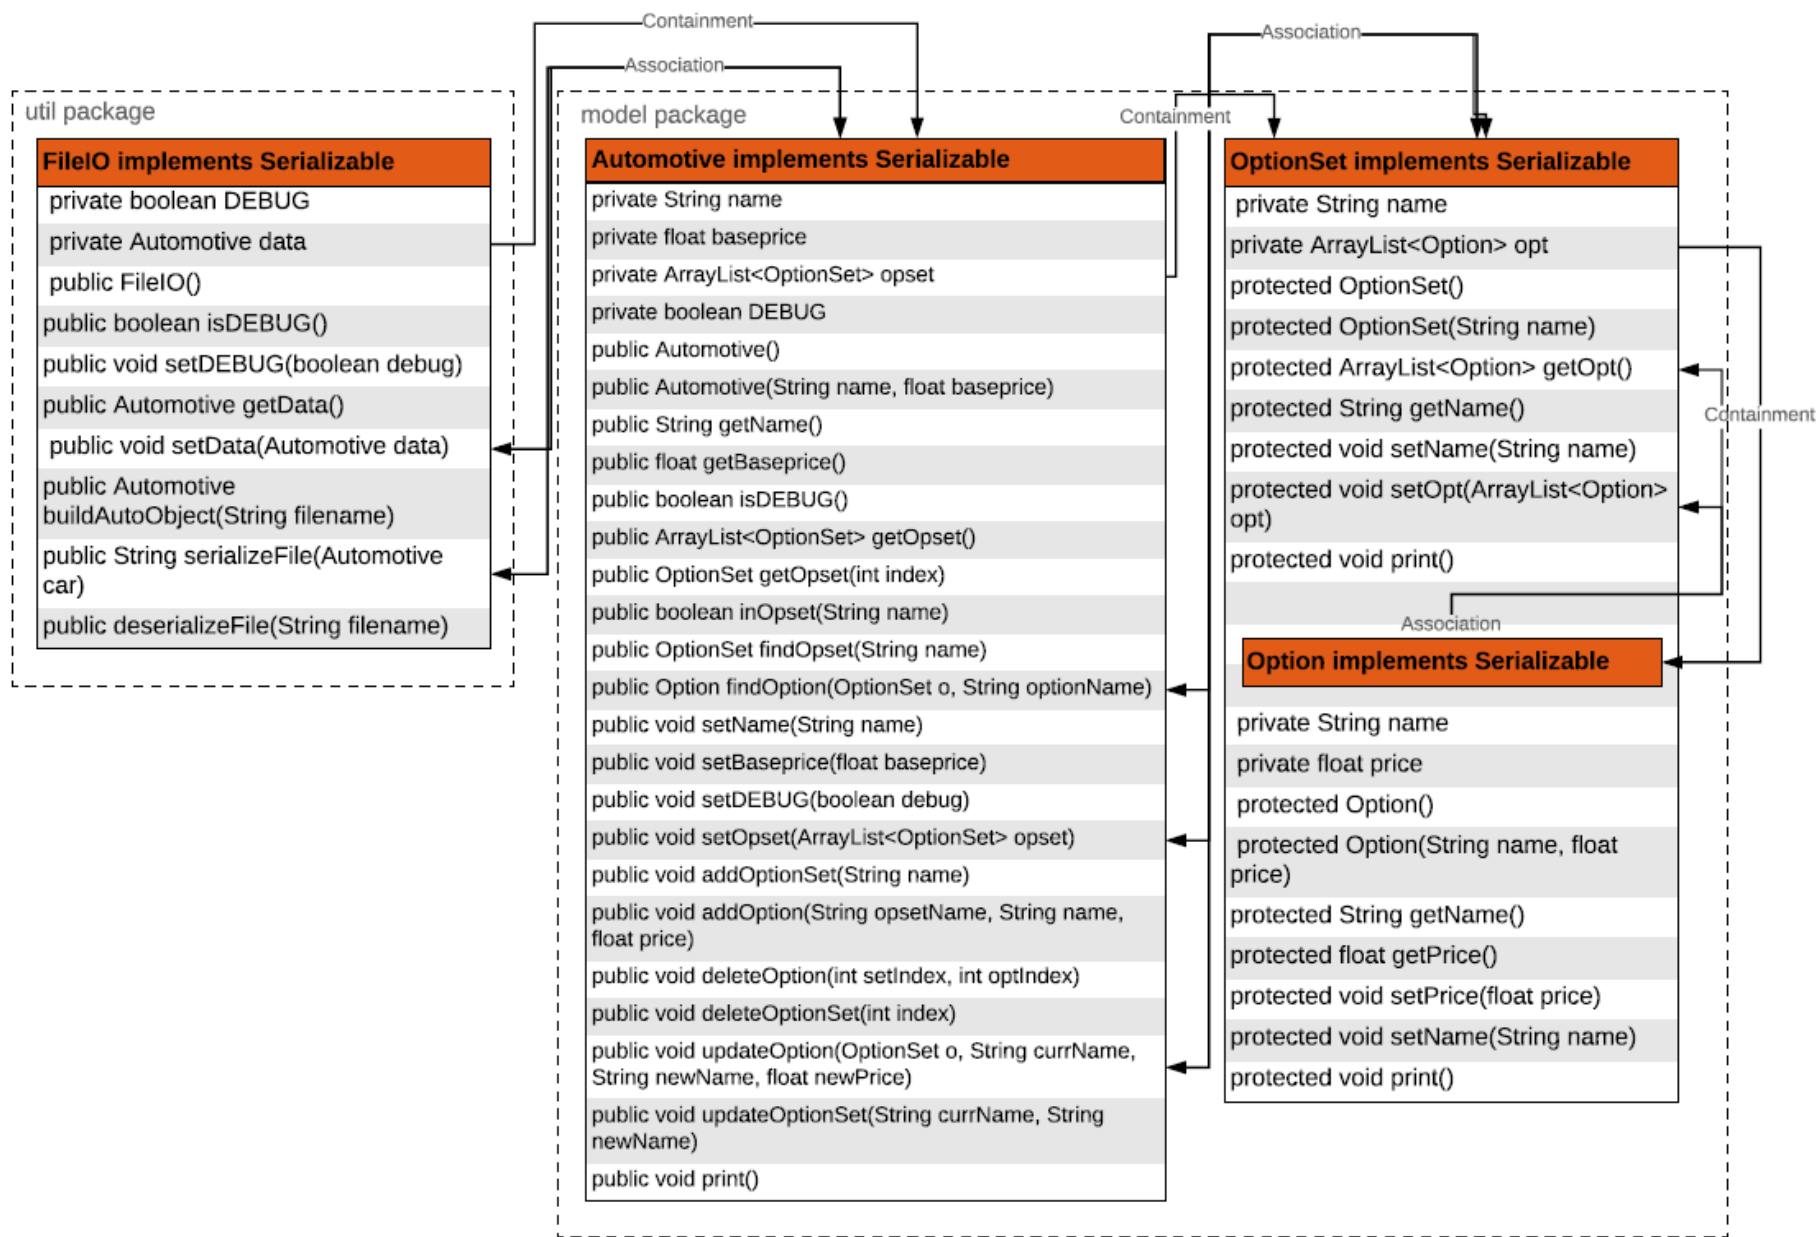 Containment
Association
Association
util package
model package
Containment
FileIO implements Serializable
private boolean DEBUG
private Automotive data
public FileIO()
public boolean isDEBUG()
public void setDEBUG(boolean debug)
public Automotive getData()
public void setData(Automotive data)
public Automotive
buildAutoObject(String filename)
public String serializeFile(Automotive
car)
public deserializeFile(String filename)
Automotive implements Serializable
private String name
private float baseprice
private ArrayList<OptionSet> opset
private boolean DEBUG
public Automotive()
public Automotive(String name, float baseprice)
public String getName()
public float getBaseprice()
public boolean isDEBUG()
public ArrayList<OptionSet> getOpset()
public OptionSet getOpset(int index)
public boolean inOpset(String name)
public OptionSet findOpset(String name)
public Option findOption(OptionSet o, String optionName)
public void setName(String name)
public void setBaseprice(float baseprice)
public void setDEBUG(boolean debug)
public void setOpset(ArrayList<OptionSet> opset)
public void addOptionSet(String name)
public void addOption(String opsetName, String name,
float price)
public void deleteOption(int setIndex, int optIndex)
public void deleteOptionSet(int index)
public void updateOption(OptionSet o, String currName,
String newName, float newPrice)
public void updateOptionSet(String currName, String
newName)
public void print()
OptionSet implements Serializable
private String name
private ArrayList<Option> opt
protected OptionSet()
protected OptionSet(String name)
protected ArrayList<Option> getOpt()
protected String getName()
Containment
protected void setName(String name)
protected void setOpt(ArrayList<Option>
opt)
protected void print()
Association
Option implements Serializable
private String name
private float price
protected Option()
protected Option(String name, float
price)
protected String getName()
protected float getPrice()
protected void setPrice(float price)
protected void setName(String name)
protected void print()